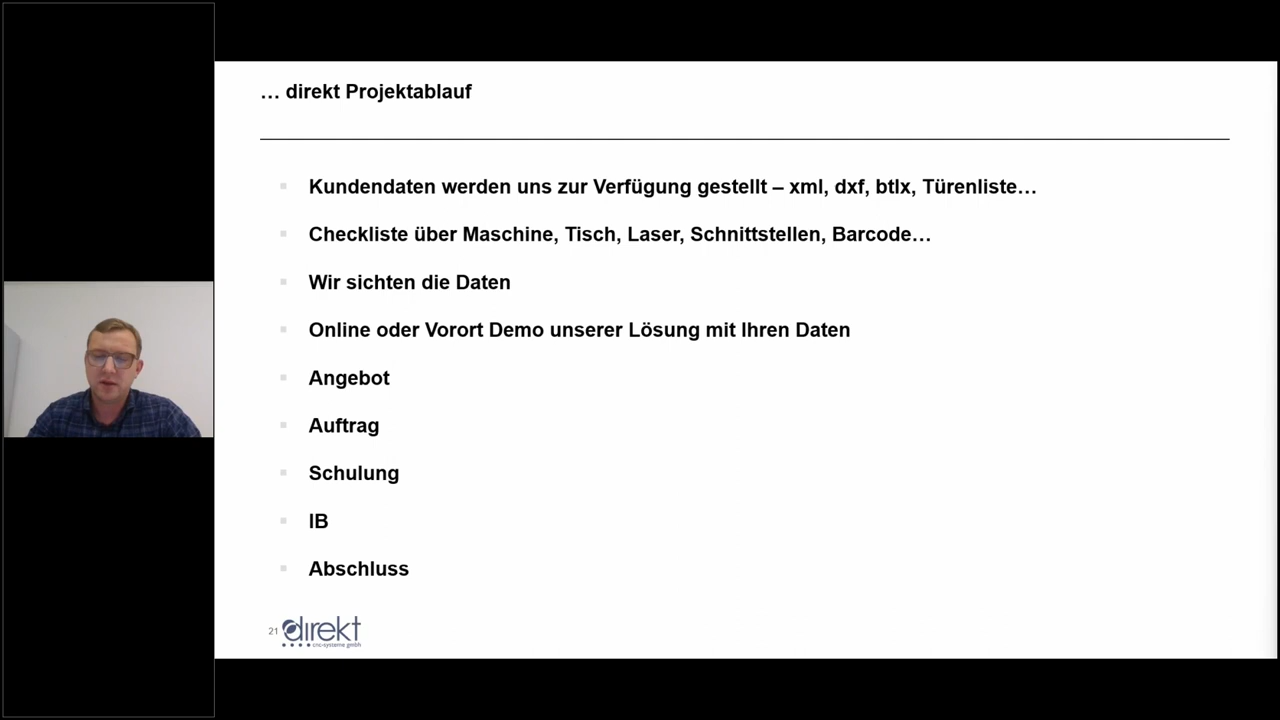 … direkt Projektablauf
Kundendaten werden uns zur Verfügung gestellt – xml, dxf, btlx, Türenliste…
Checkliste über Maschine, Tisch, Laser, Schnittstellen, Barcode…
Wir sichten die Daten
Online oder Vorort Demo unserer Lösung mit Ihren Daten
Angebot
Auftrag
Schulung
IB
Abschluss
21 direkt
cnc-systeme gmbh